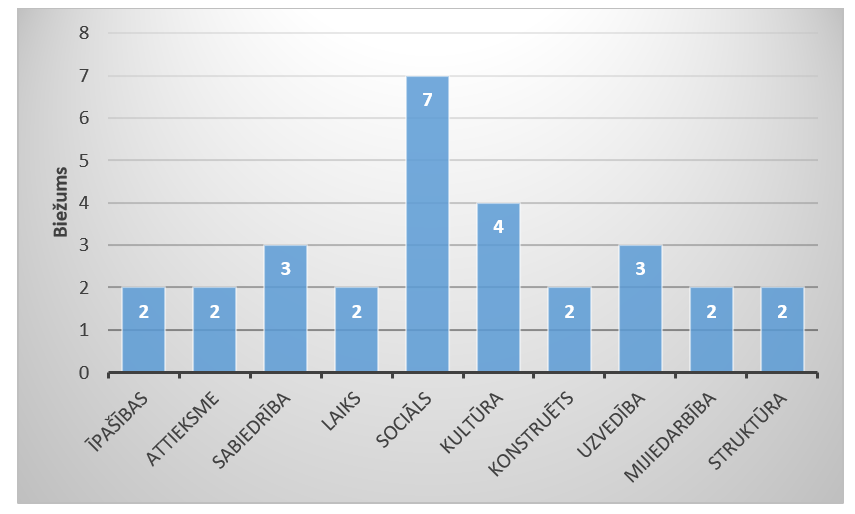 8
7
6
5
4
3
2
1
0
Biežums
2
2
3
2
7
4
2
3
2
2
ĪPAŠĪBAS
ATTIEKSME
SABIEDRĪBA
LAIKS
SOCIĀLS
KULTŪRA
KONSTRUĒTS
UZVEDĪBA
MIJIEDARBĪBA
STRUKTŪRA